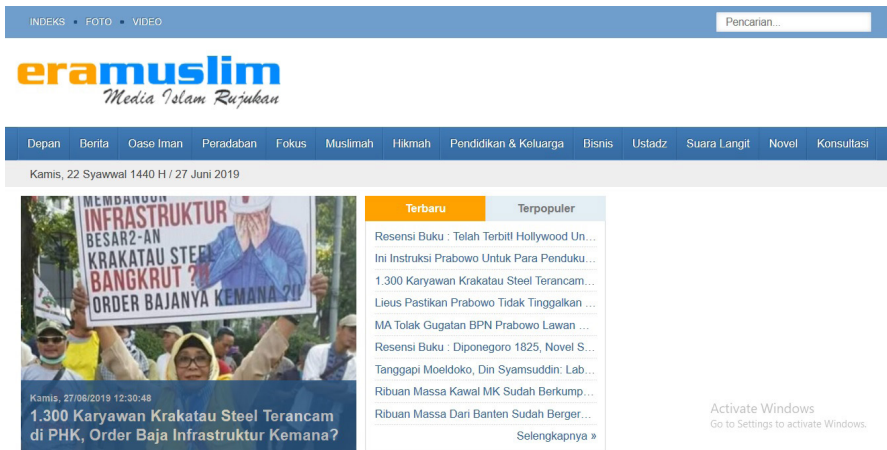 INDEKS FOTO VIDEO
Pencarian...
eramuslim
Media Islam Rujukan
Depan Berita Oase Iman Peradaban Fokus Muslimah Hikmah Pendidikan & Keluarga Bisnis Ustadz Suara Langit Novel Konsultasi
Kamis, 22 Syawwal 1440 H / 27 Juni 2019
MEMBANGUN
INFRASTRUKTUR
BESAR2-AN
KRAKATAU STEEL
BANGKRUT ?!!
ORDER BAJANYA KEMANA ?!!
Kamis, 27/06/2019 12:30:48
1.300 Karyawan Krakatau Steel Terancam
di PHK, Order Baja Infrastruktur Kemana?
Terbaru Terpopuler
Resensi Buku : Telah Terbit! Hollywood Un...
Ini Instruksi Prabowo Untuk Para Penduku...
1.300 Karyawan Krakatau Steel Terancam...
Lieus Pastikan Prabowo Tidak Tinggalkan ...
MA Tolak Gugatan BPN Prabowo Lawan ...
Resensi Buku : Diponegoro 1825, Novel S...
Tanggapi Moeldoko, Din Syamsuddin: Lab...
Ribuan Massa Kawal MK Sudah Berkump...
Ribuan Massa Dari Banten Sudah Berger...
Selengkapnya »
Activate Windows
Go to Settings to activate Windows.